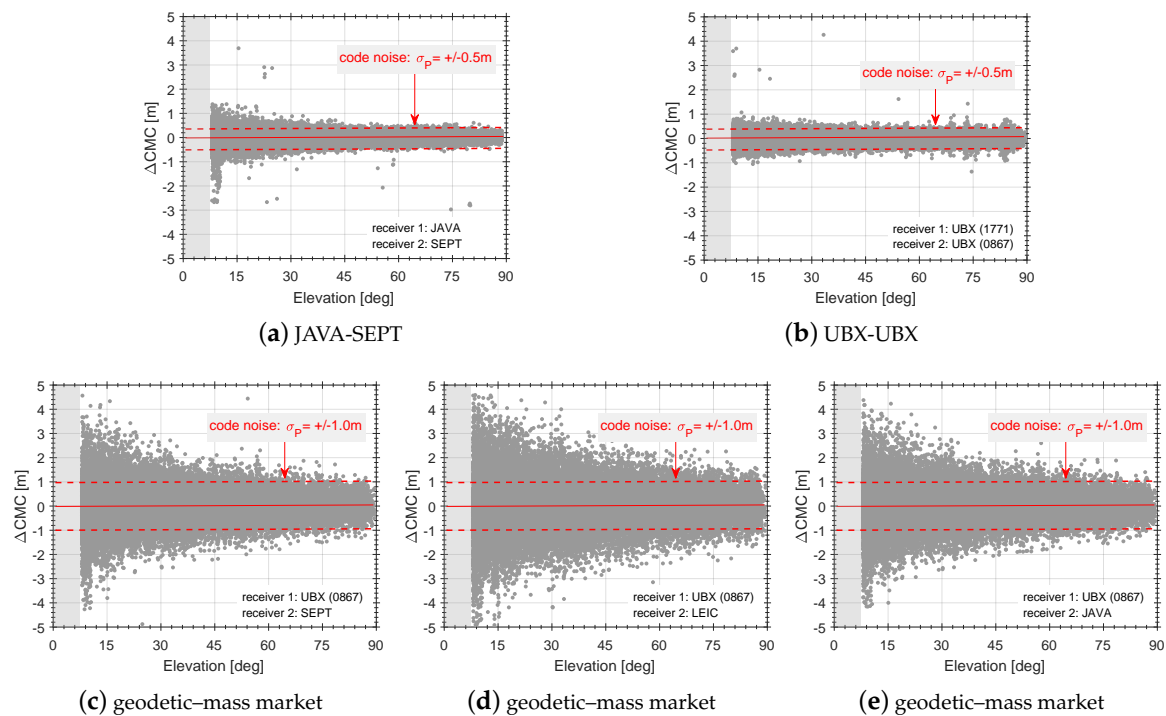 code noise: σP= +/-0.5m
ΔCMC [m]
5
4
3
2
1
0
-1
-2
-3
-4
-5
receiver 1: JAVA
receiver 2: SEPT
0 15 30 45 60 75 90
Elevation [deg]
(a) JAVA-SEPT
code noise: σP= +/-0.5m
ΔCMC [m]
5
4
3
2
1
0
-1
-2
-3
-4
-5
receiver 1: UBX (1771)
receiver 2: UBX (0867)
0 15 30 45 60 75 90
Elevation [deg]
(b) UBX-UBX
code noise: σP= +/-1.0m
ΔCMC [m]
5
4
3
2
1
0
-1
-2
-3
-4
-5
receiver 1: UBX (0867)
receiver 2: SEPT
0 15 30 45 60 75 90
Elevation [deg]
(c) geodetic–mass market
code noise: σP= +/-1.0m
ΔCMC [m]
5
4
3
2
1
0
-1
-2
-3
-4
-5
receiver 1: UBX (0867)
receiver 2: LEIC
0 15 30 45 60 75 90
Elevation [deg]
(d) geodetic–mass market
code noise: σP= +/-1.0m
ΔCMC [m]
5
4
3
2
1
0
-1
-2
-3
-4
-5
receiver 1: UBX (0867)
receiver 2: JAVA
0 15 30 45 60 75 90
Elevation [deg]
(e) geodetic–mass market